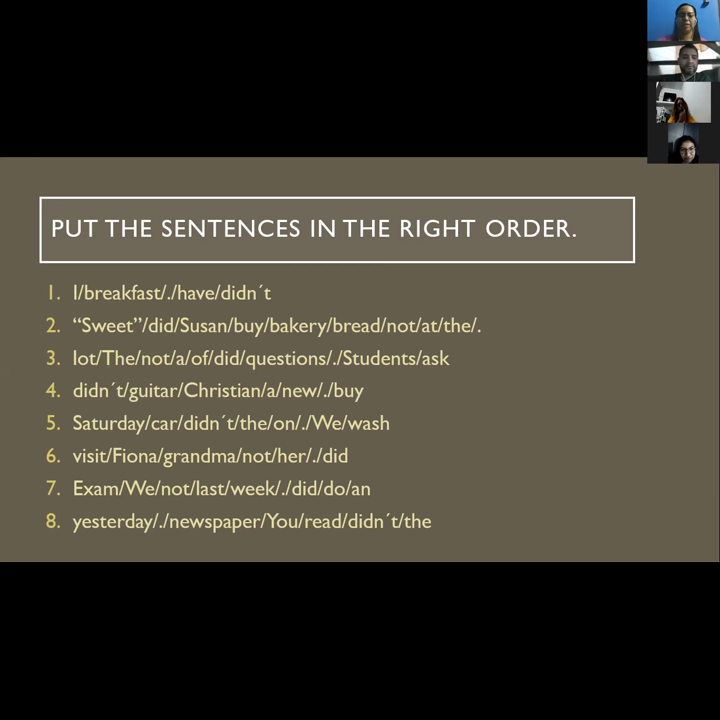 PUT THE SENTENCES IN THE RIGHT ORDER.
1. I/breakfast/./have/didn´t
2. “Sweet”/did/Susan/buy/bakery/bread/not/at/the/.
3. lot/The/not/a/of/did/questions/./Students/ask
4. didn´t/guitar/Christian/a/new/./buy
5. Saturday/car/didn´t/the/on/./We/wash
6. visit/Fiona/grandma/not/her/./did
7. Exam/We/not/last/week/./did/do/an
8. yesterday/./newspaper/You/read/didn´t/the